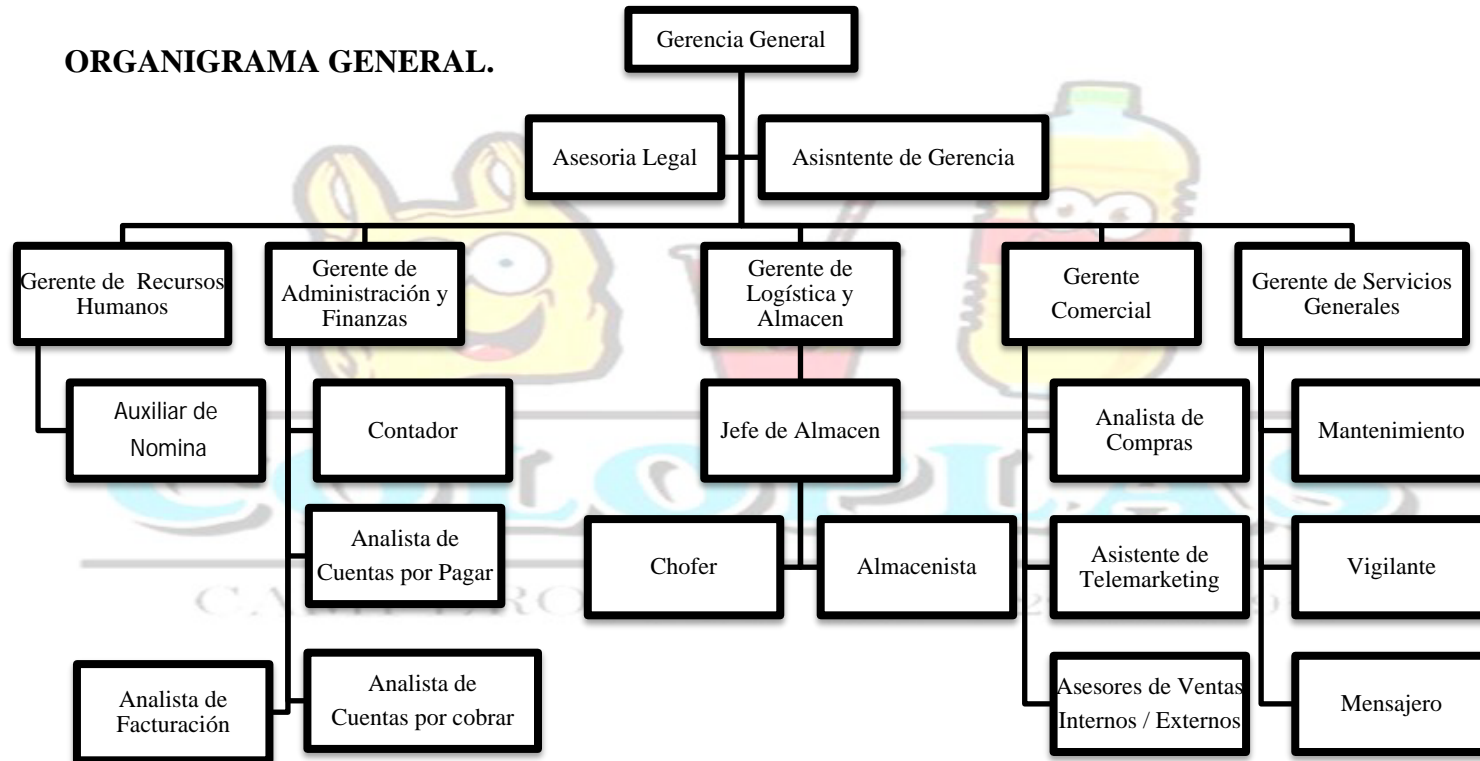 ORGANIGRAMA GENERAL.
Gerencia General
Asesoria Legal
Asisntente de Gerencia
Gerente de Recursos
Humanos
Gerente de
Administración y
Finanzas
Gerente de
Logística y
Almacen
Gerente
Comercial
Gerente de Servicios
Generales
Auxiliar de
Nomina
Contador
Jefe de Almacen
Analista de
Compras
Mantenimiento
COLOPLAS
Analista de
Cuentas por Pagar
Chofer
Almacenista
Asistente de
Telemarketing
Vigilante
Analista de
Facturación
Analista de
Cuentas por cobrar
Asesores de Ventas
Internos / Externos
Mensajero